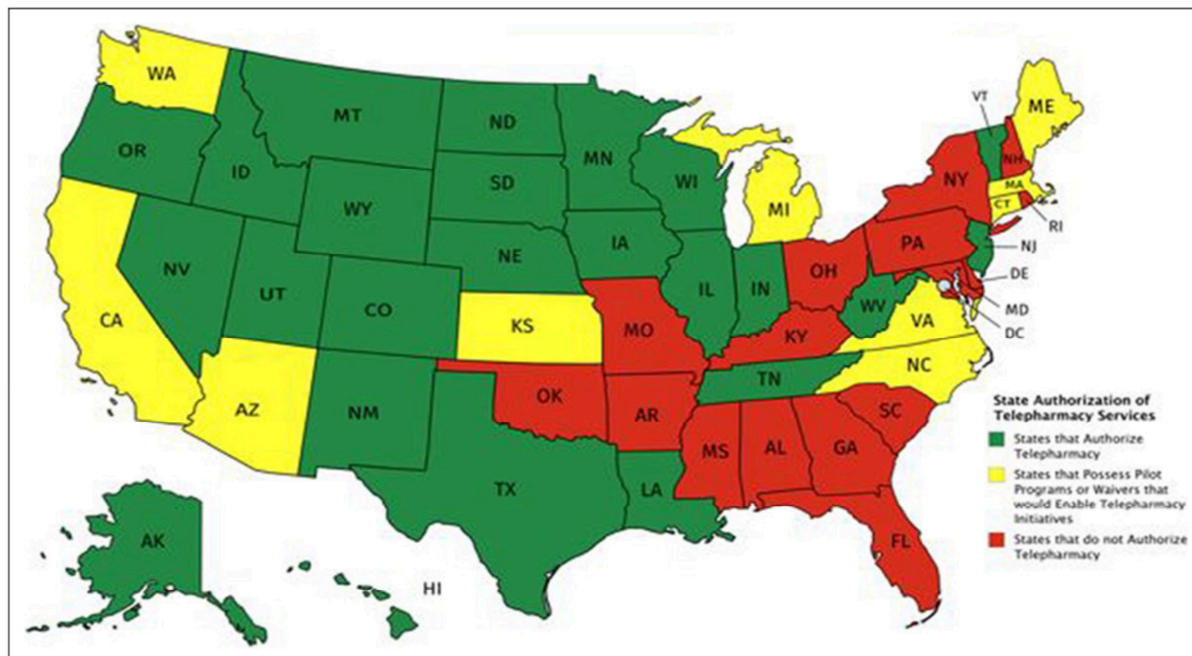 WA
MT
ND
MN
VT
ME
OR
ID
SD
WI
NY
NH
MA
CT
RI
WY
MI
NV
NE
IA
PA
NJ
UT
CO
IL
IN
OH
DE
WV
MD
CA
KS
MO
KY
VA
DC
AZ
NM
OK
AR
TN
NC
SC
MS
AL
GA
TX
LA
FL
AK
HI
State Authorization of
Telepharmacy Services
States that Authorize
Telepharmacy
States that Possess Pilot
Programs or Waivers that
would Enable Telepharmacy
Initiatives
States that do not Authorize
Telepharmacy